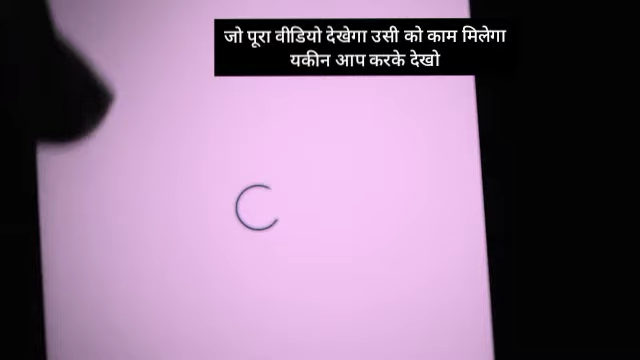 जो पूरा वीडियो देखेगा उसी को काम मिलेगा
यकीन आप करके देखो